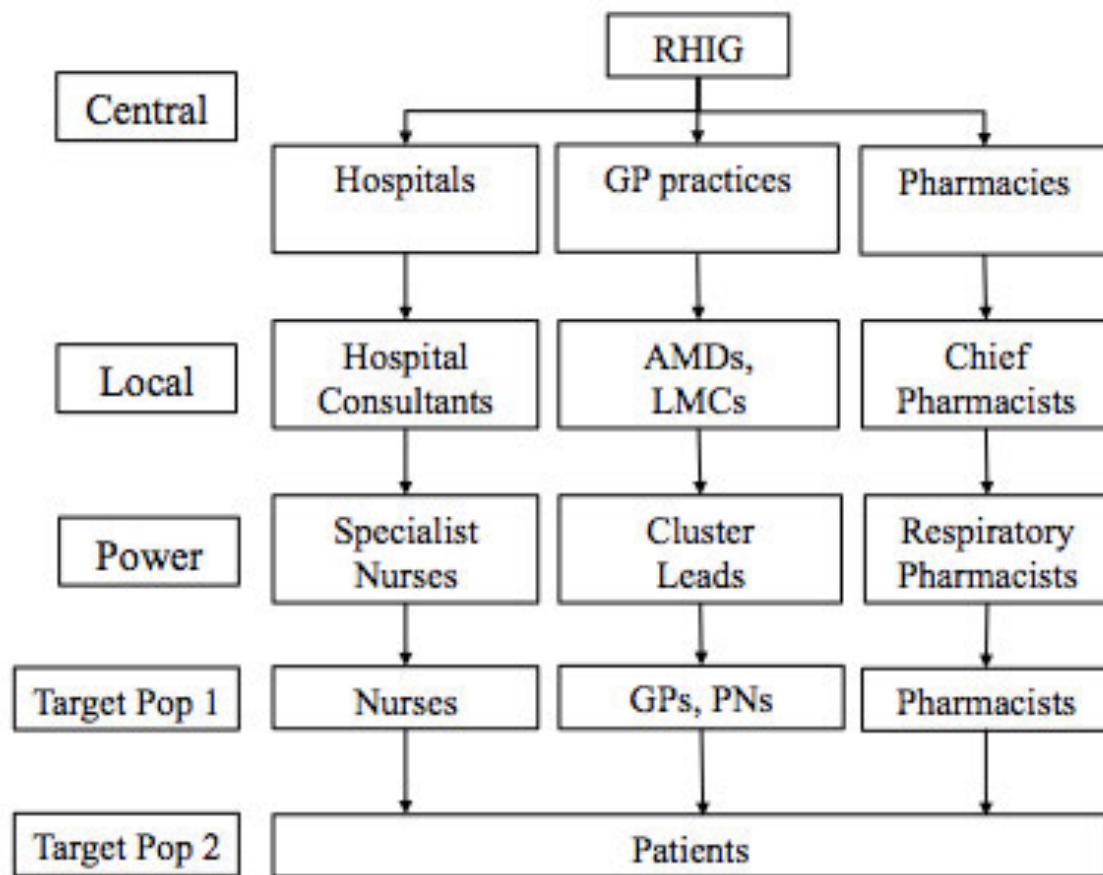 RHIG
Central
Hospitals
GP practices
Pharmacies
Local
Hospital
Consultants
AMDs,
LMCs
Chief
Pharmacists
Power
Specialist
Nurses
Cluster
Leads
Respiratory
Pharmacists
Target Pop 1
Nurses
GPs, PNs
Pharmacists
Target Pop 2
Patients